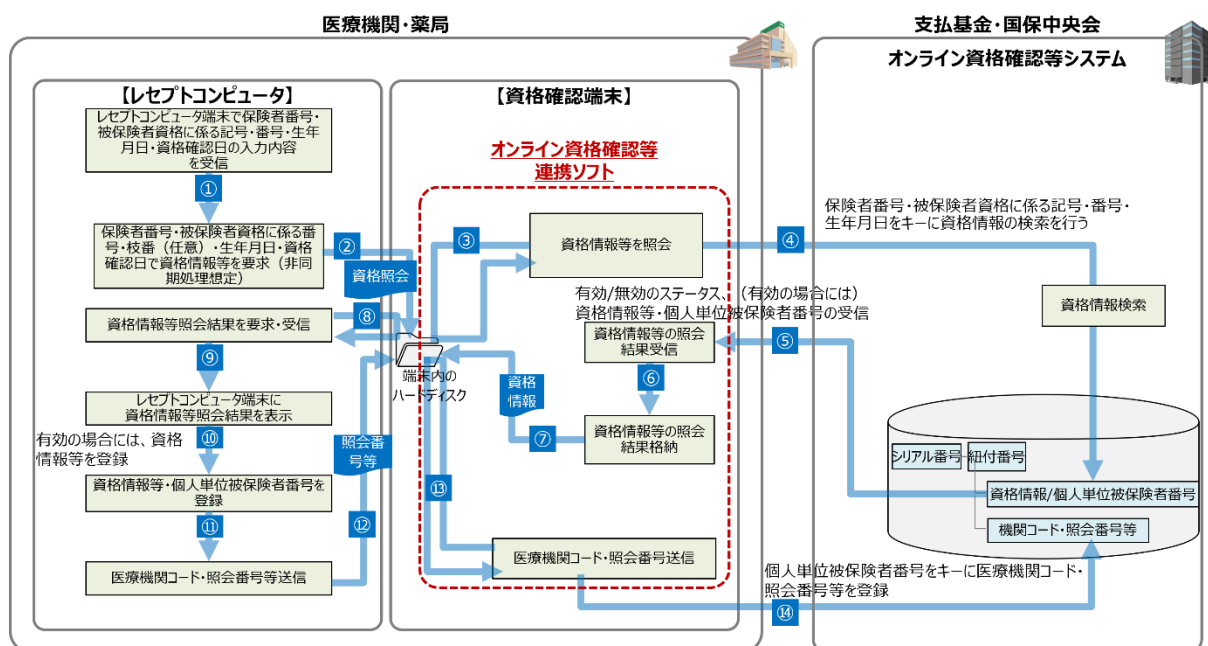 医療機関・薬局
支払基金・国保中央会
オンライン資格確認等システム
【レセプトコンピュータ】
レセプトコンピュータ端末で保険者番号・
被保険者資格に係る記号・番号・生年
月日・資格確認日の入力内容
を受信
①
保険者番号・被保険者資格に係る番
号・枝番（任意）・生年月日・資格
確認日で資格情報等を要求（非同
期処理想定）
②
資格照会
資格情報等照会結果を要求・受信
⑧
⑨
レセプトコンピュータ端末に
資格情報等照会結果を表示
⑩
有効の場合には、資格
情報等を登録
資格情報等・個人単位被保険者番号を
登録
⑪
医療機関コード・照会番号等送信
⑫
照会番
号等
【資格確認端末】
オンライン資格確認等
連携ソフト
③
資格情報等を照会
④
保険者番号・被保険者資格に係る記号・番号・
生年月日をキーに資格情報の検索を行う
有効/無効のステータス、（有効の場合には）
資格情報等・個人単位被保険者番号の受信
資格情報等の照会
結果受信
⑤
⑥
端末内の
ハードディスク
資格
情報
⑦
資格情報等の照会
結果格納
⑬
医療機関コード・照会番号送信
資格情報検索
シリアル番号
紐付番号
資格情報/個人単位被保険者番号
機関コード・照会番号等
個人単位被保険者番号をキーに医療機関コード・
照会番号等を登録
⑭